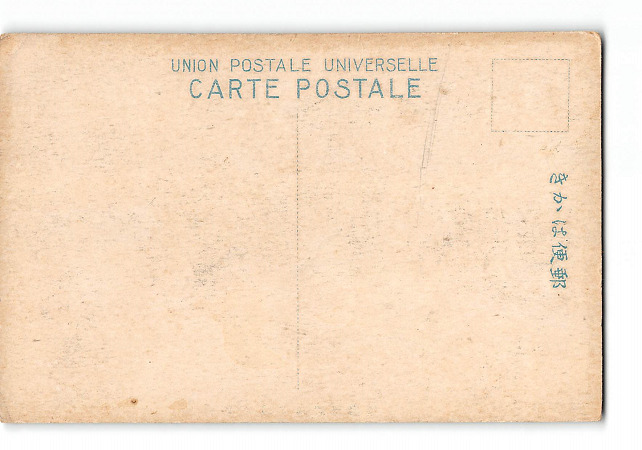 UNION POSTALE UNIVERSELLE
CARTE POSTALE
きかは便郵